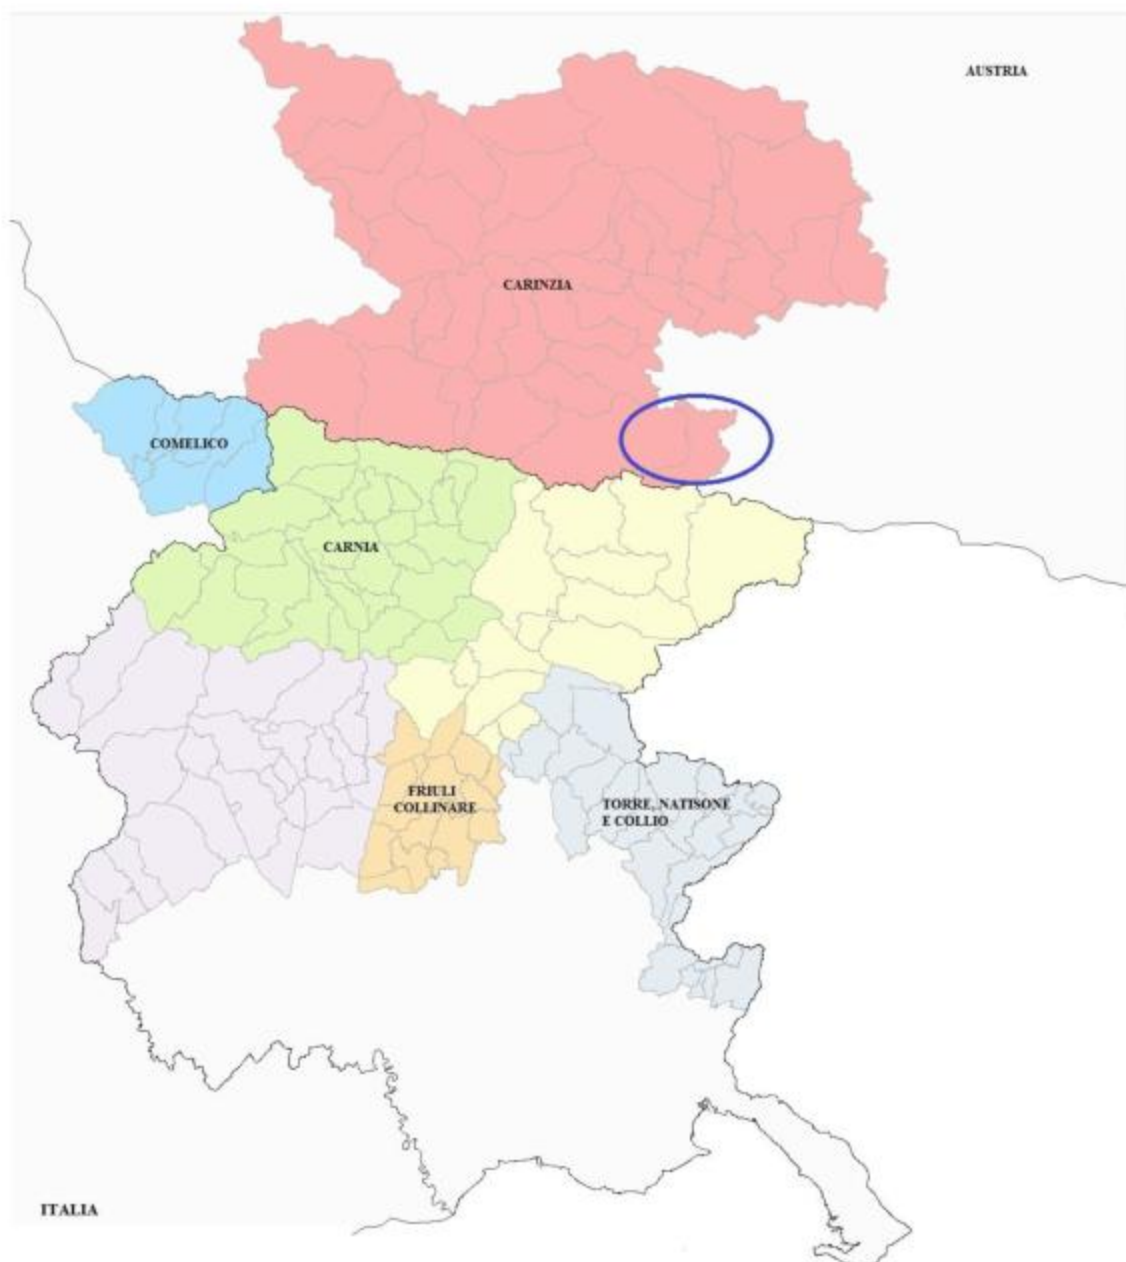 AUSTRIA
CARINZIA
COMELICO
CARNIA
FRIULI
COLLINARE
TORRE, NATISONE
E COLLIO
ITALIA